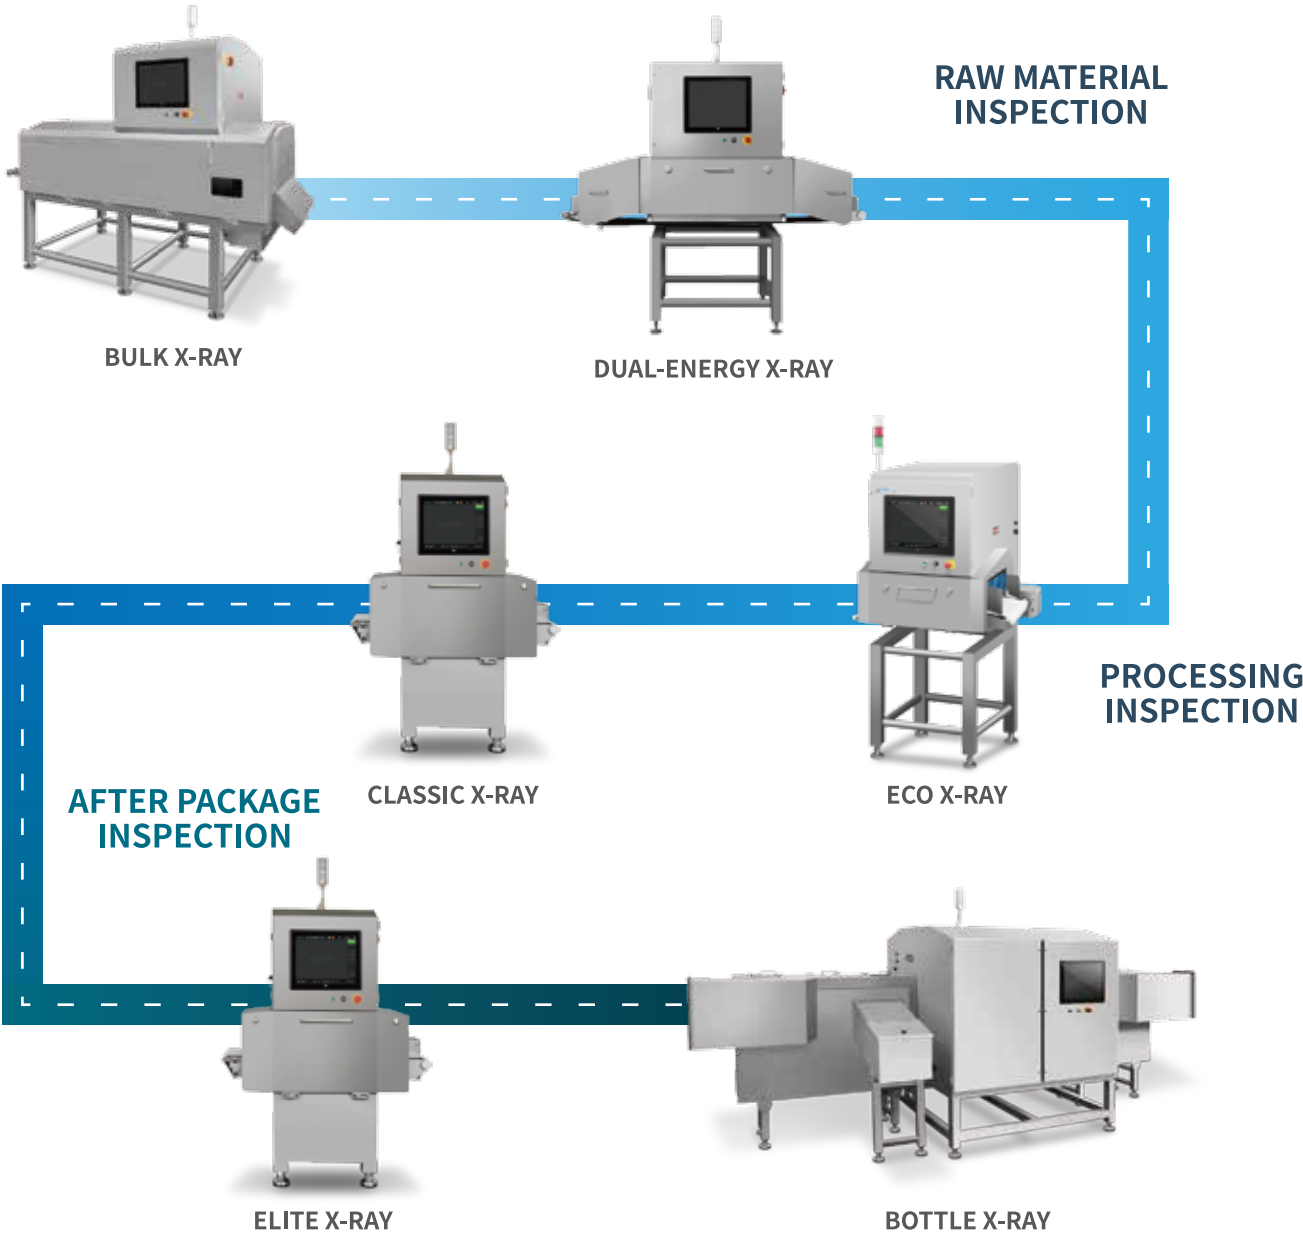 RAW MATERIAL
INSPECTION
BULK X-RAY
DUAL-ENERGY X-RAY
PROCESSING
INSPECTION
CLASSIC X-RAY
ECO X-RAY
AFTER PACKAGE
INSPECTION
ELITE X-RAY
BOTTLE X-RAY